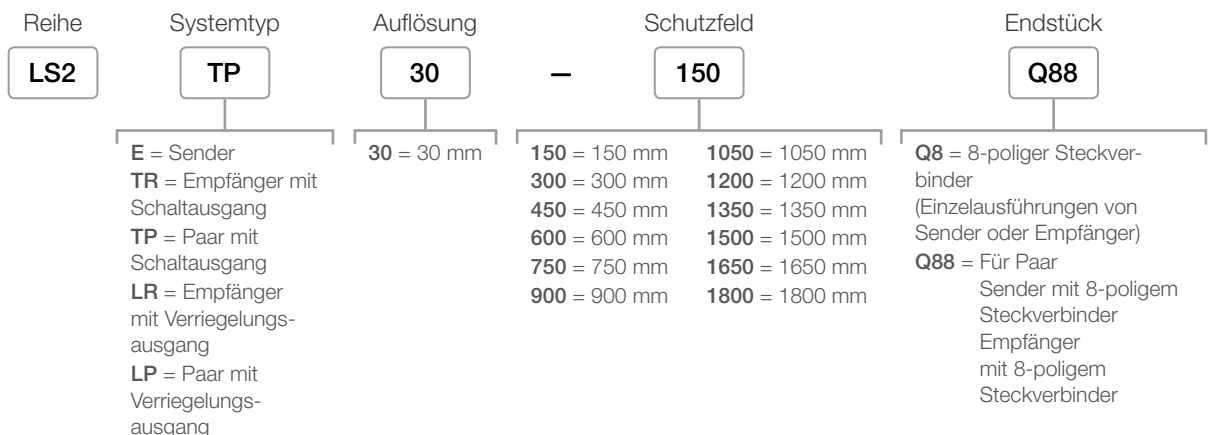 Reihe Systemtyp Auflösung Schutzfeld Endstück
LS2 TP 30 – 150 Q88
E = Sender
TR = Empfänger mit
Schaltausgang
TP = Paar mit
Schaltausgang
LR = Empfänger
mit Verriegelungs-
ausgang
LP = Paar mit
Verriegelungs-
ausgang
30 = 30 mm
150 = 150 mm
300 = 300 mm
450 = 450 mm
600 = 600 mm
750 = 750 mm
900 = 900 mm
1050 = 1050 mm
1200 = 1200 mm
1350 = 1350 mm
1500 = 1500 mm
1650 = 1650 mm
1800 = 1800 mm
Q8 = 8-poliger Steckver-
binder
(Einzelausführungen von
Sender oder Empfänger)
Q88 = Für Paar
Sender mit 8-poligem
Steckverbinder
Empfänger
mit 8-poligem
Steckverbinder